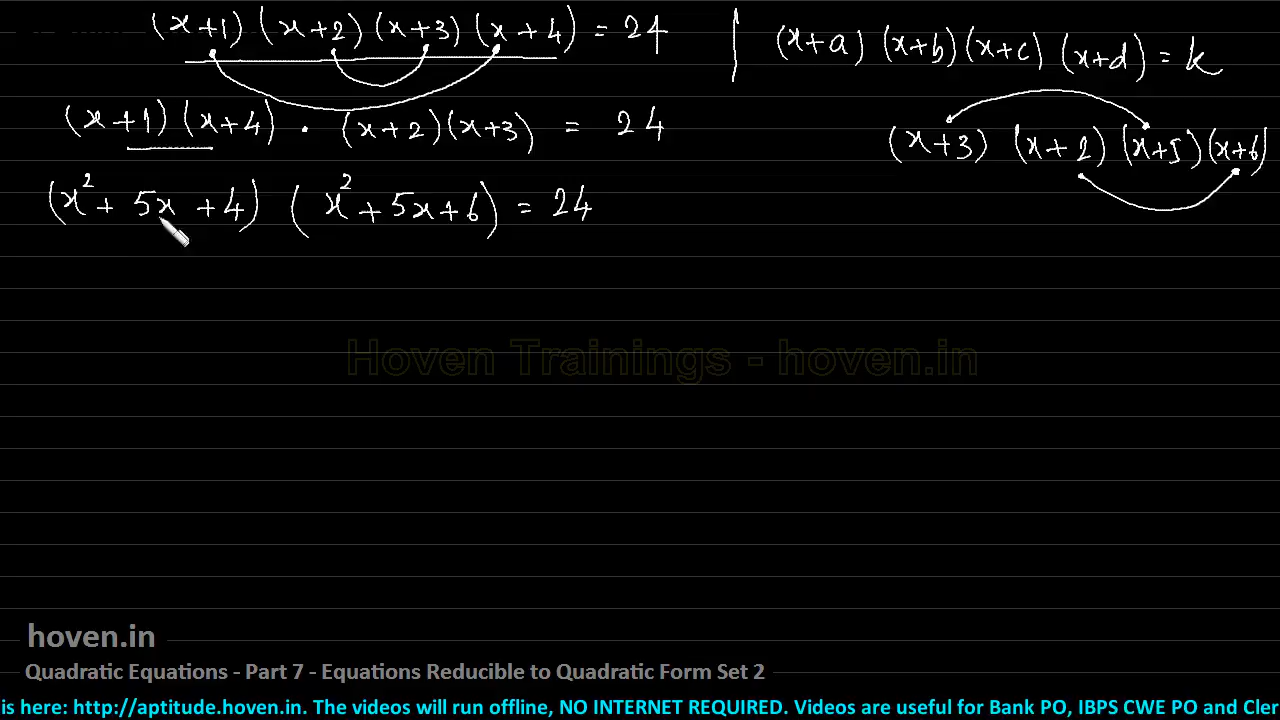 (x+1) (x+2) (x+3) (x+4) = 24
(x+a) (x+b) (x+c) (x+d) = k
(x+1) (x+4) · (x+2) (x+3) = 24
(x+3) (x+2) (x+5) (x+6)
(x² + 5x + 4) (x² + 5x + 6) = 24
Hoven Trainings - hoven.in
hoven.in
Quadratic Equations - Part 7 - Equations Reducible to Quadratic Form Set 2
is here: http://aptitude.hoven.in. The videos will run offline, NO INTERNET REQUIRED. Videos are useful for Bank PO, IBPS CWE PO and Cler